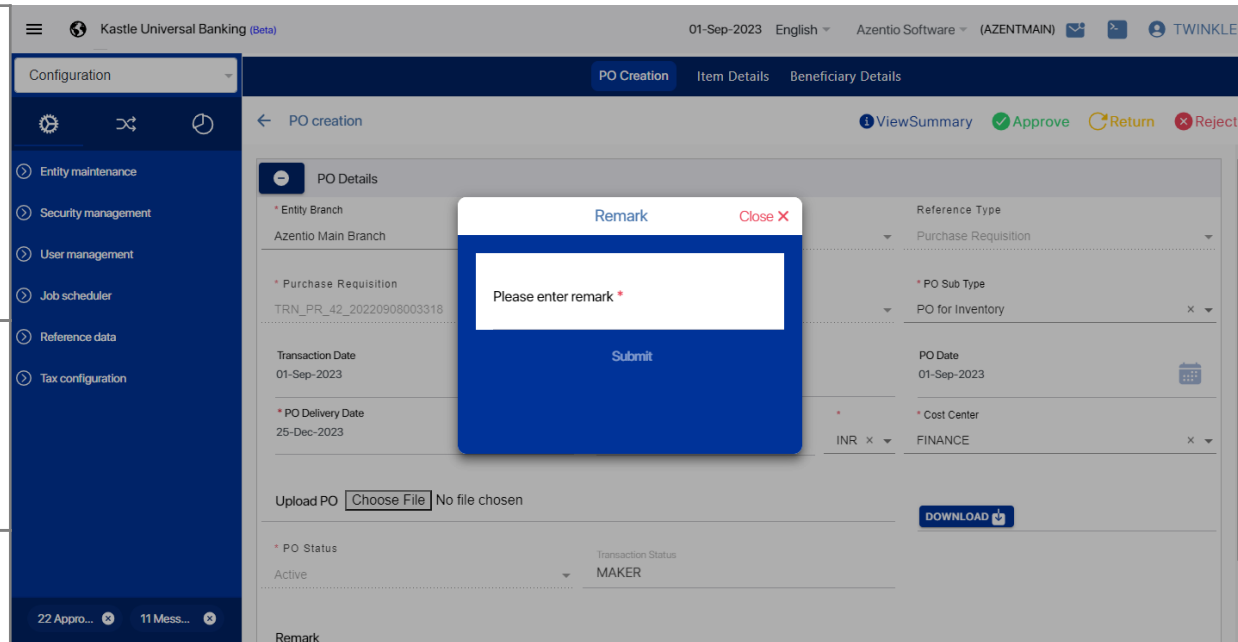 Kastle Universal Banking (Beta)
01-Sep-2023 English Azentio Software (AZENTMAIN) TWINKLE
Configuration
PO Creation Item Details Beneficiary Details
PO creation
ViewSummary Approve Return Reject
Entity maintenance
Security management
User management
Job scheduler
Reference data
Tax configuration
22 Appro... 11 Mess...
PO Details
* Entity Branch
Azentio Main Branch
Reference Type
Purchase Requisition
* Purchase Requisition
TRN_PR_42_20220908003318
* PO Sub Type
PO for Inventory
Transaction Date
01-Sep-2023
PO Date
01-Sep-2023
* PO Delivery Date
25-Dec-2023
*
INR
* Cost Center
FINANCE
Remark Close
Please enter remark *
Submit
Upload PO Choose File No file chosen
DOWNLOAD
* PO Status
Active
Transaction Status
MAKER
Remark